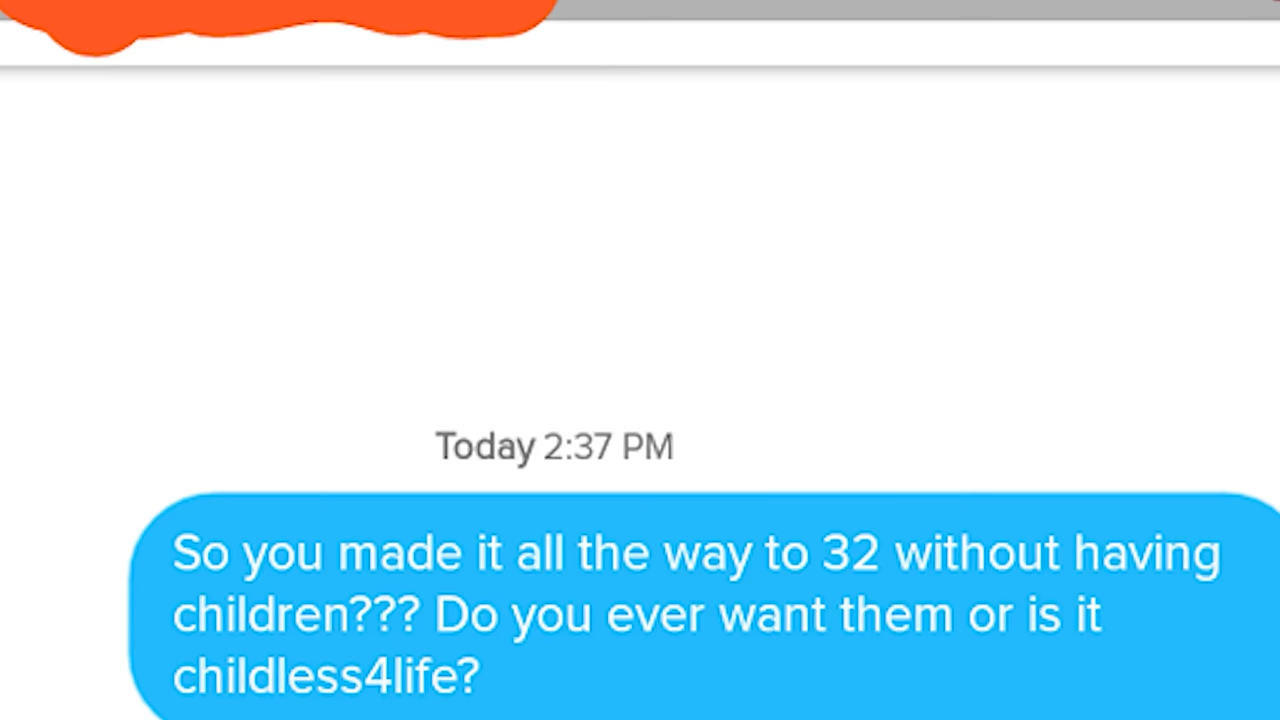 Today 2:37 PM
So you made it all the way to 32 without having
children??? Do you ever want them or is it
childless4life?